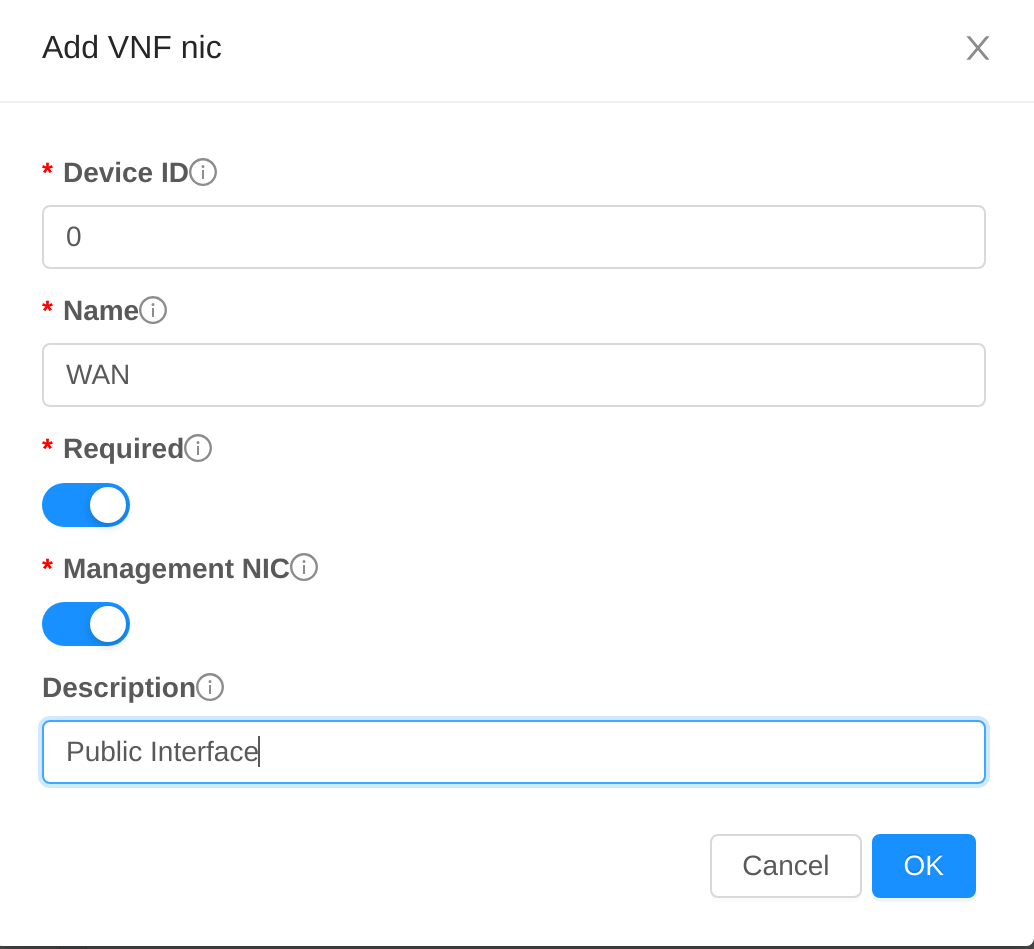 Add VNF nic
* Device ID
0
* Name
WAN
* Required
* Management NIC
Description
Public Interface
Cancel
OK